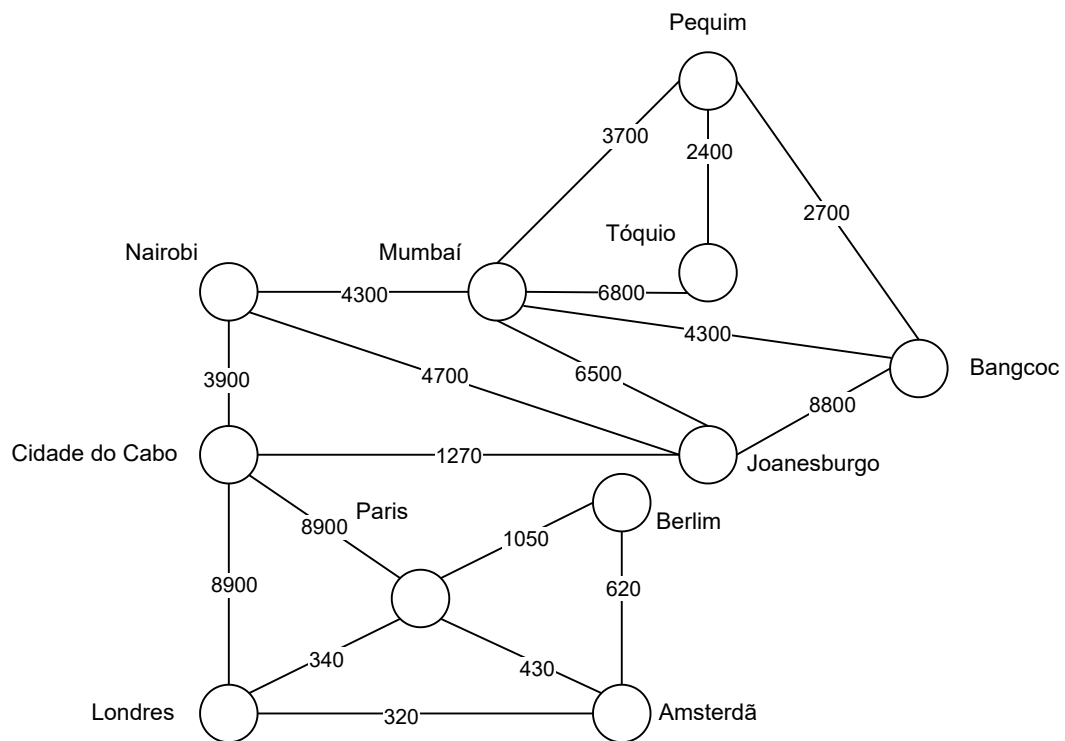 Pequim
3700
2400
2700
Tóquio
Nairobi
Mumbaí
4300
6800
4300
3900
4700
6500
Bangcoc
8800
Cidade do Cabo
1270
Joanesburgo
Paris
8900
Berlim
1050
8900
620
340
430
Londres
320
Amsterdã